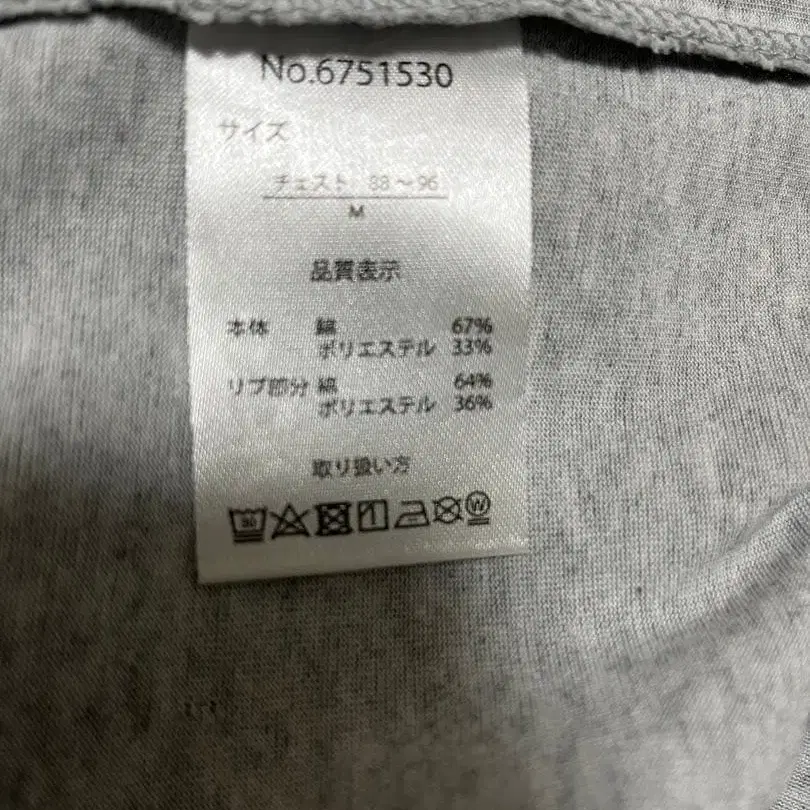 No.6751530
サイズ
チェスト 88～96
M
品質表示
本体 綿 67%
ポリエステル 33%
リブ部分 綿 64%
ポリエステル 36%
取り扱い方
W